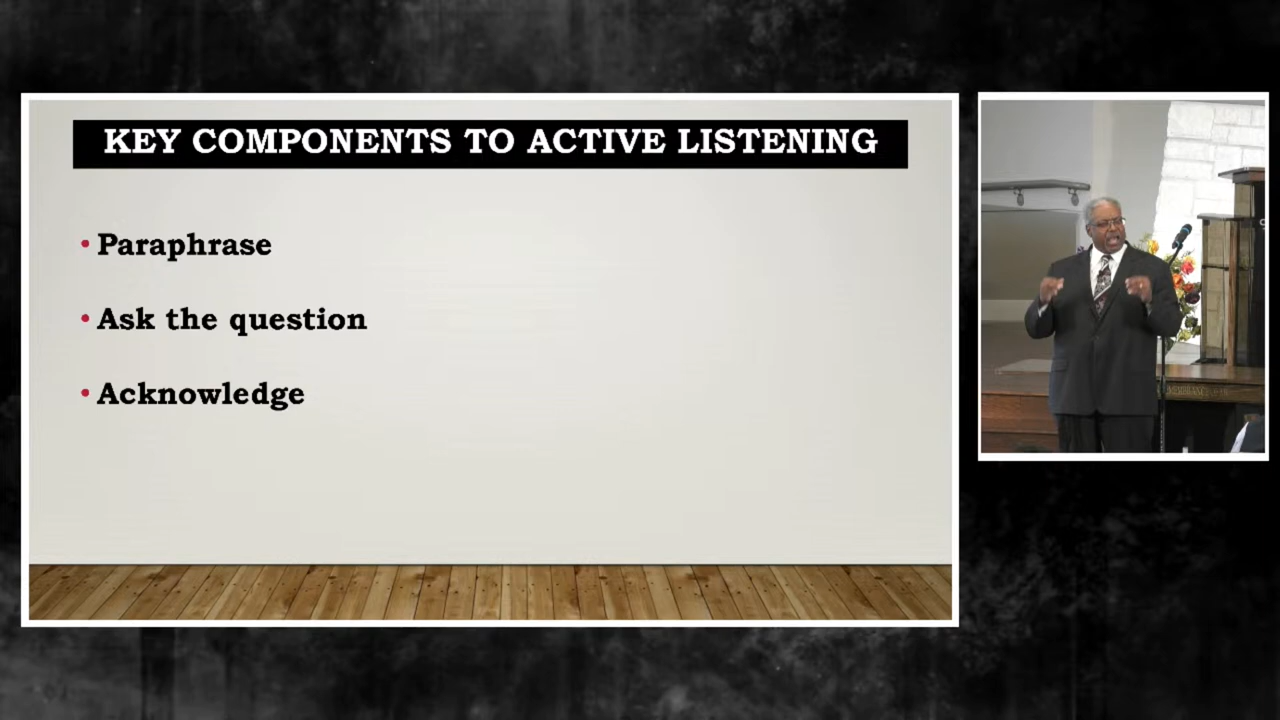 KEY COMPONENTS TO ACTIVE LISTENING
• Paraphrase
• Ask the question
• Acknowledge